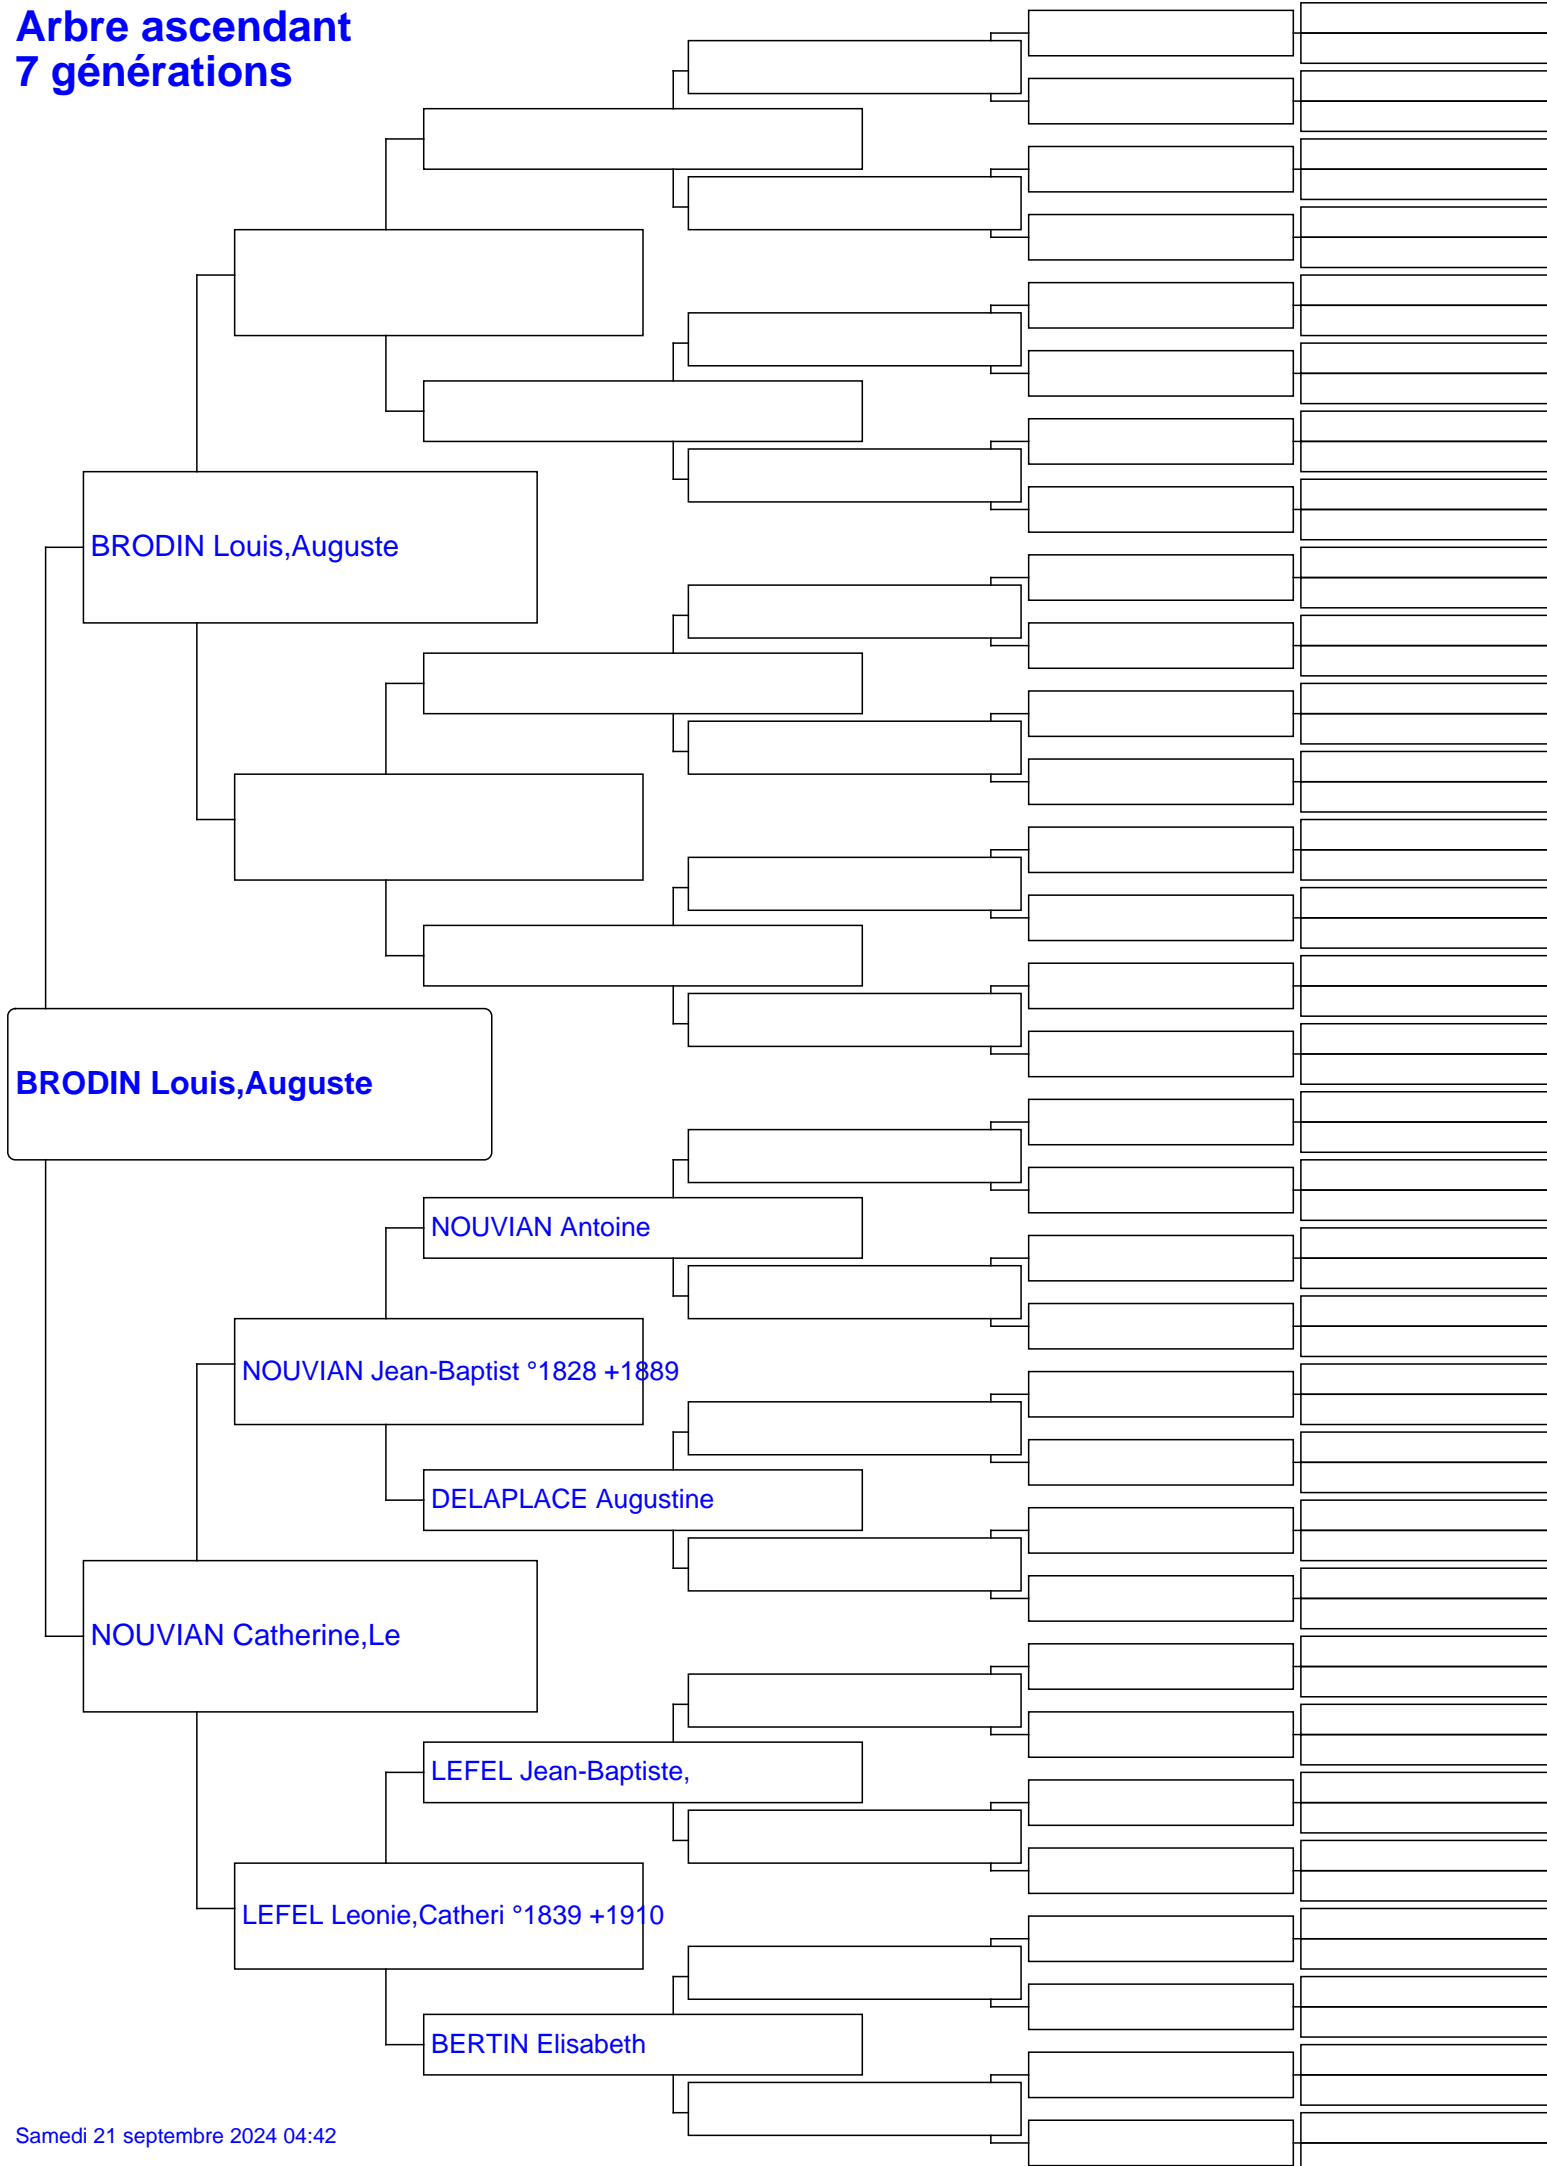 Arbre ascendant
7 générations
BRODIN Louis,Auguste
BRODIN Louis,Auguste
NOUVIAN Antoine
NOUVIAN Jean-Baptist °1828 +1889
DELAPLACE Augustine
NOUVIAN Catherine,Le
LEFEL Jean-Baptiste,
LEFEL Leonie,Catheri °1839 +1910
BERTIN Elisabeth
Samedi 21 septembre 2024 04:42